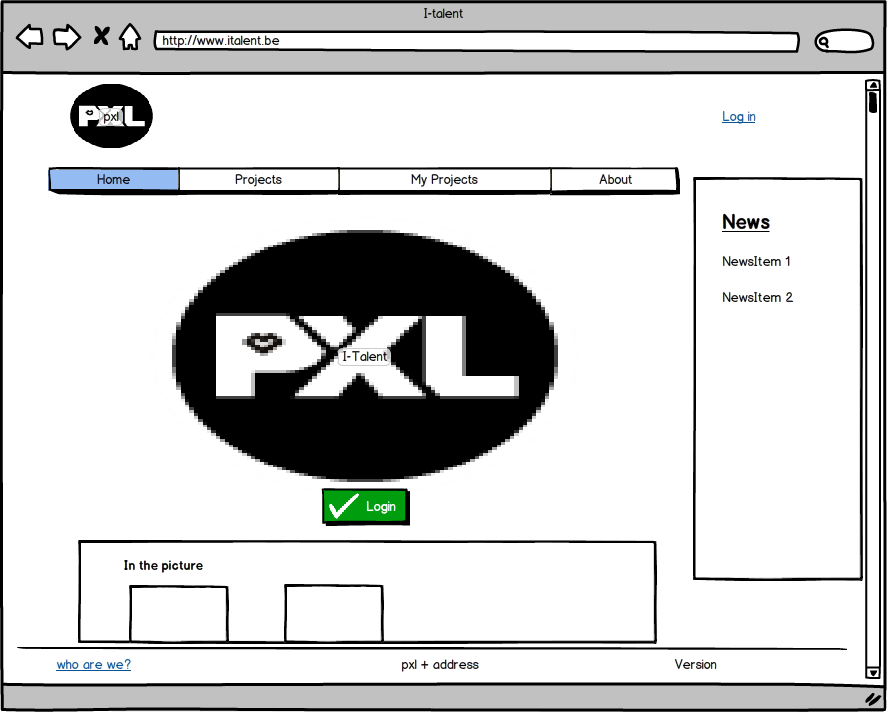 I-talent
http://www.italent.be
PXL
pxl
Log in
Home Projects My Projects About
News
NewsItem 1
NewsItem 2
PXL
I-Talent
Login
In the picture
who are we? pxl + address Version